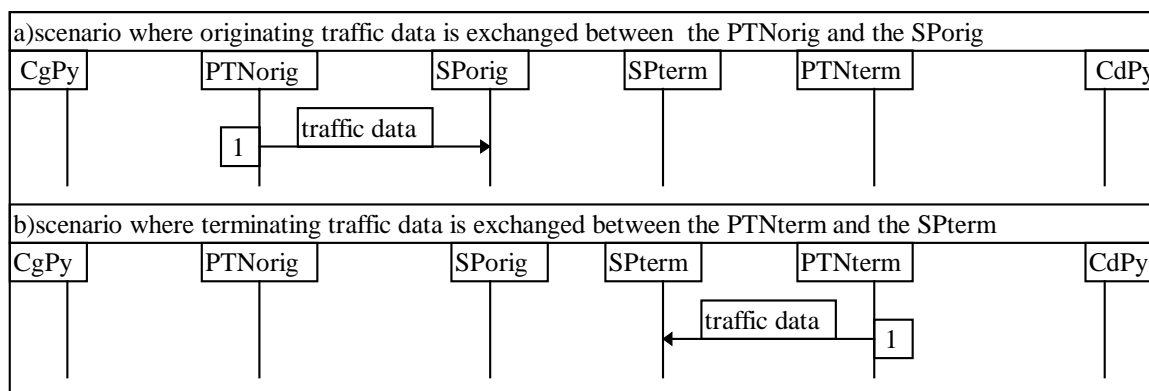 a)scenario where originating traffic data is exchanged between the PTNorig and the SPorig
CgPy PTNorig SPorig SPterm PTNterm CdPy
traffic data
1
b)scenario where terminating traffic data is exchanged between the PTNterm and the SPterm
CgPy PTNorig SPorig SPterm PTNterm CdPy
traffic data
1